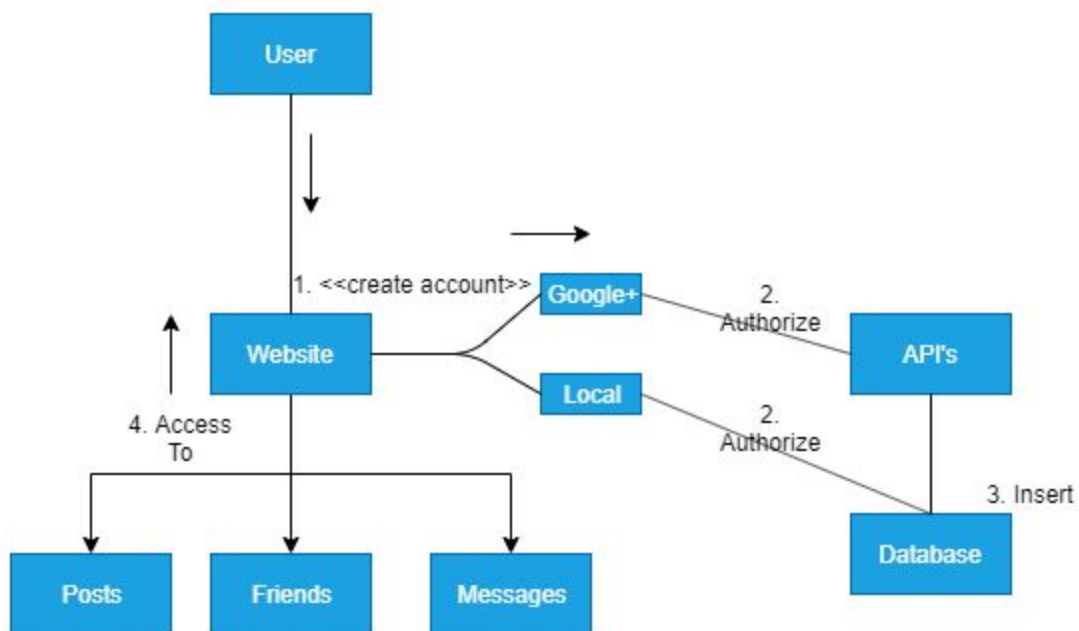 User
1. <<create account>>
Google+
2.
Authorize
Website
API's
Local
4. Access
To
2.
Authorize
3. Insert
Database
Posts
Friends
Messages